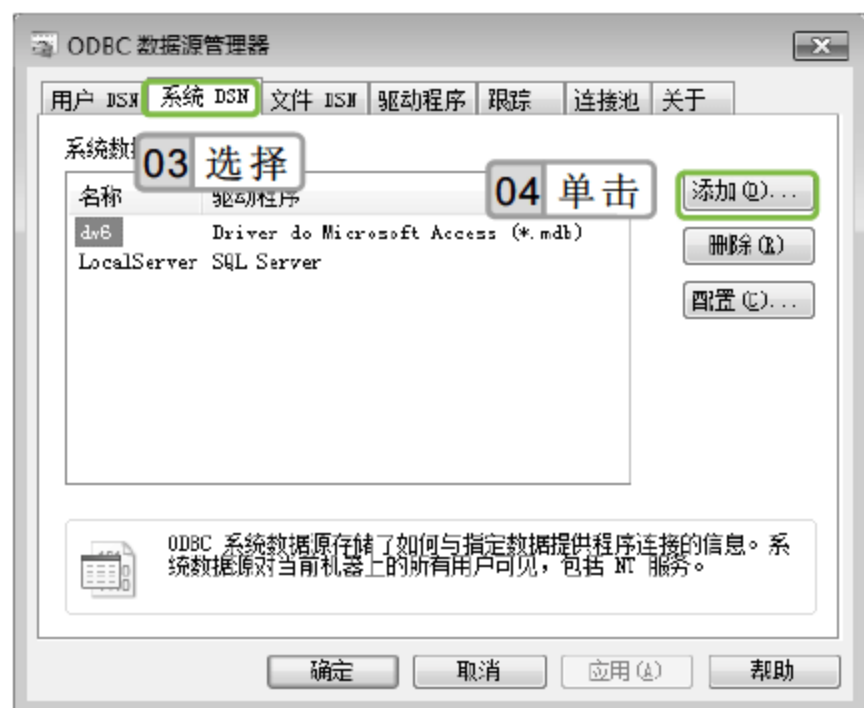 ODBC 数据源管理器
用户 DSN 系统 DSN 文件 DSN 驱动程序 跟踪 连接池 关于
系统数
03 选择
04 单击
名称 驱动程序
添加(D)...
dw6 Driver do Microsoft Access (*.mdb)
删除(R)
LocalServer SQL Server
配置(C)...
ODBC 系统数据源存储了如何与指定数据提供程序连接的信息。系
统数据源对当前机器上的所有用户可见，包括 NT 服务。
确定 取消 应用(A) 帮助